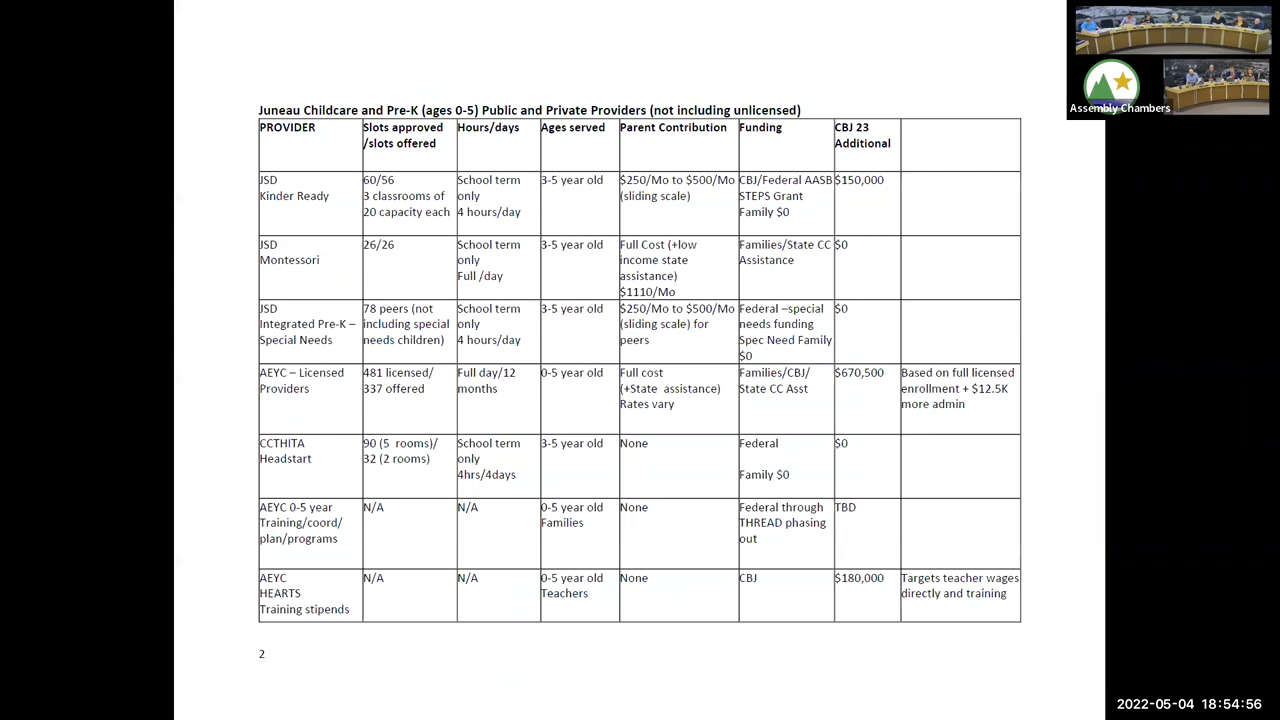 Assembly Chambers
Juneau Childcare and Pre-K (ages 0-5) Public and Private Providers (not including unlicensed)
PROVIDER
Slots approved
/slots offered
Hours/days
Ages served
Parent Contribution
Funding
CBJ 23
Additional
JSD
Kinder Ready
60/56
3 classrooms of
20 capacity each
School term
only
4 hours/day
3-5 year old
$250/Mo to $500/Mo
(sliding scale)
CBJ/Federal AASB
STEPS Grant
Family $0
$150,000
JSD
Montessori
26/26
School term
only
Full /day
3-5 year old
Full Cost (+low
income state
assistance)
$1110/Mo
Families/State CC
Assistance
$0
JSD
Integrated Pre-K –
Special Needs
78 peers (not
including special
needs children)
School term
only
4 hours/day
3-5 year old
$250/Mo to $500/Mo
(sliding scale) for
peers
Federal –special
needs funding
Spec Need Family
$0
$0
AEYC – Licensed
Providers
481 licensed/
337 offered
Full day/12
months
0-5 year old
Full cost
(+State assistance)
Rates vary
Families/CBJ/
State CC Asst
$670,500
Based on full licensed
enrollment + $12.5K
more admin
CCTHITA
Headstart
90 (5 rooms)/
32 (2 rooms)
School term
only
4hrs/4days
3-5 year old
None
Federal
Family $0
$0
AEYC 0-5 year
Training/coord/
plan/programs
N/A
N/A
0-5 year old
Families
None
Federal through
THREAD phasing
out
TBD
AEYC
HEARTS
Training stipends
N/A
N/A
0-5 year old
Teachers
None
CBJ
$180,000
Targets teacher wages
directly and training
2
2022-05-04 18:54:56